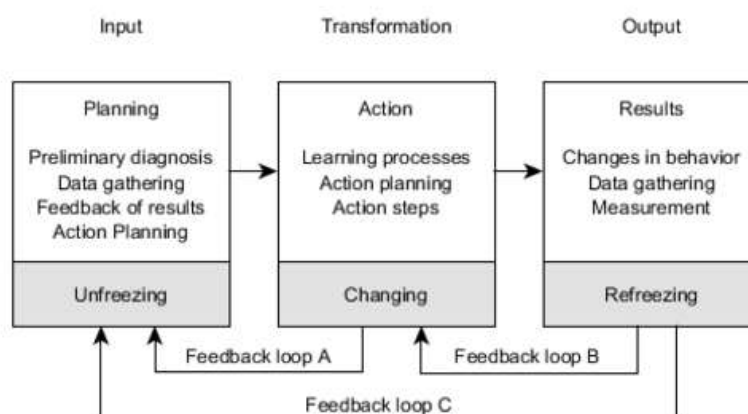 Input
Transformation
Output
Planning
Preliminary diagnosis
Data gathering
Feedback of results
Action Planning
Unfreezing
Action
Learning processes
Action planning
Action steps
Changing
Results
Changes in behavior
Data gathering
Measurement
Refreezing
Feedback loop A
Feedback loop B
Feedback loop C